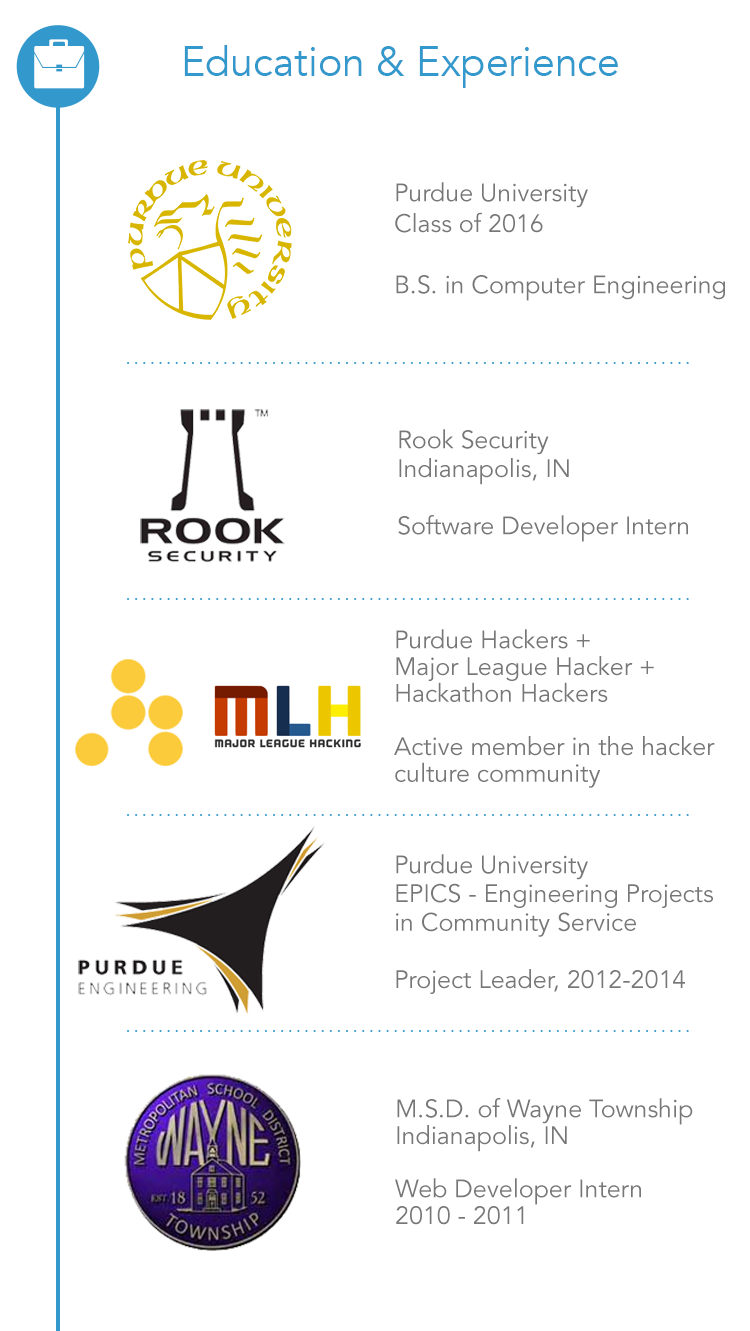 Education & Experience
PURDUE UNIVERSITY
Purdue University
Class of 2016
B.S. in Computer Engineering
TM
ROOK
SECURITY
Rook Security
Indianapolis, IN
Software Developer Intern
MLH
MAJOR LEAGUE HACKING
Purdue Hackers +
Major League Hacker +
Hackathon Hackers
Active member in the hacker
culture community
PURDUE
ENGINEERING
Purdue University
EPICS - Engineering Projects
in Community Service
Project Leader, 2012-2014
METROPOLITAN SCHOOL DISTRICT
WAYNE
EST 18 52
TOWNSHIP
M.S.D. of Wayne Township
Indianapolis, IN
Web Developer Intern
2010 - 2011